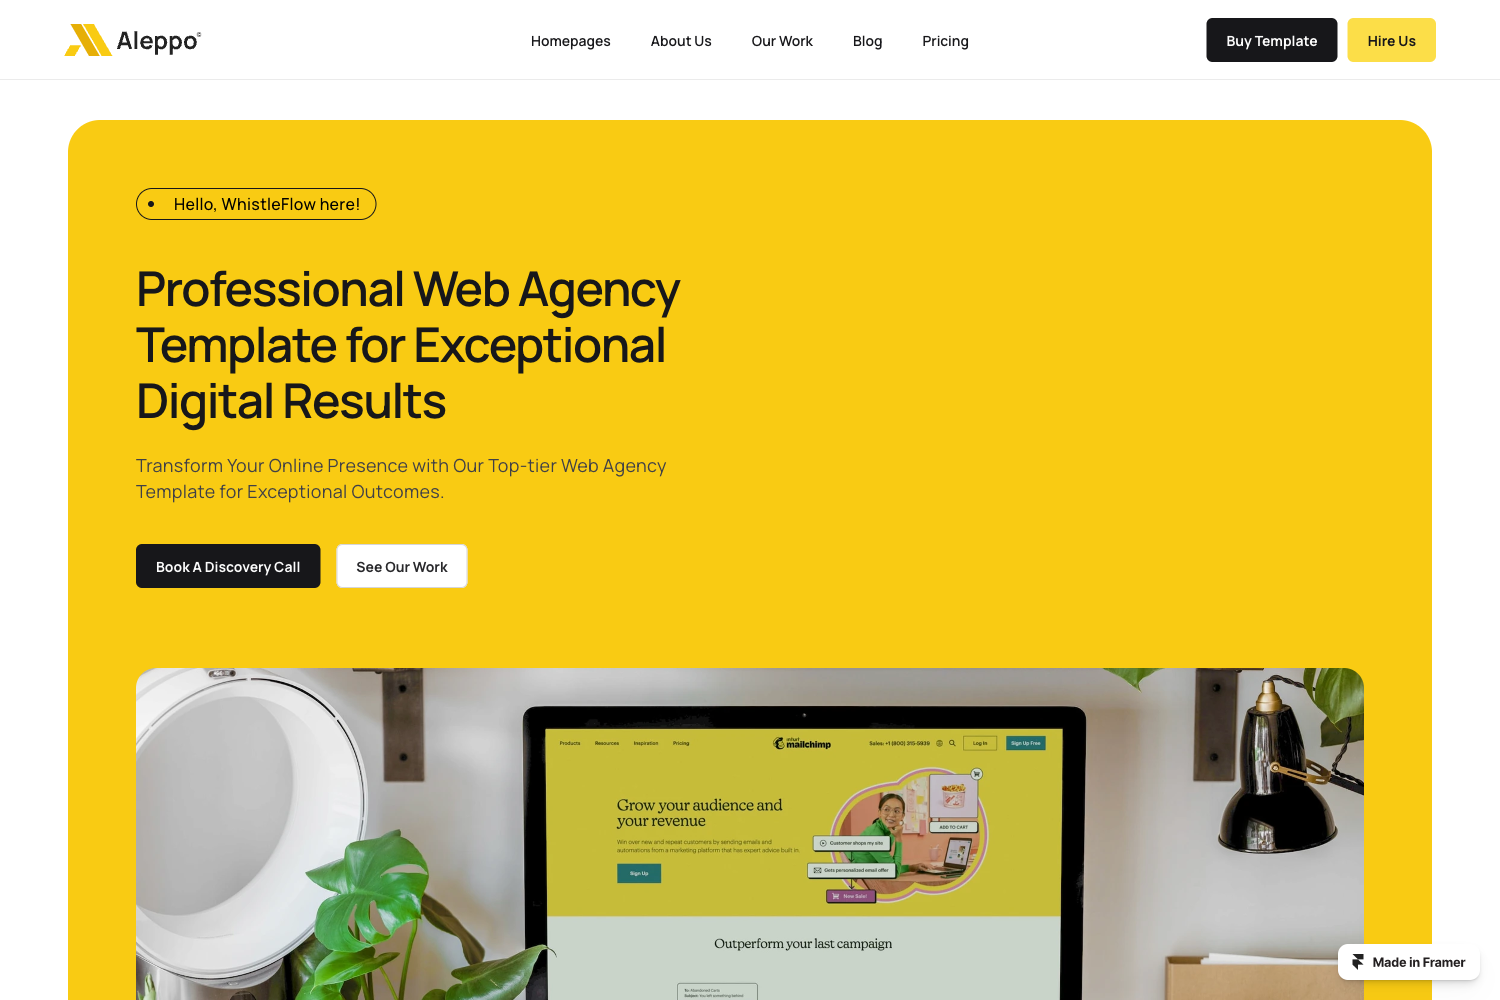 Aleppo®
Homepages
About Us
Our Work
Blog
Pricing
Buy Template
Hire Us
Hello, WhistleFlow here!
Professional Web Agency
Template for Exceptional
Digital Results
Transform Your Online Presence with Our Top-tier Web Agency
Template for Exceptional Outcomes.
Book A Discovery Call
See Our Work
Products
Resources
Inspiration
Pricing
intuit
mailchimp
Sales: +1 (800) 315-5939
Log In
Sign Up Free
Grow your audience and
your revenue
Win over new and repeat customers by sending emails and
automations from a marketing platform that has expert advice built in.
Sign Up
ADD TO CART
Customer shops my site
Gets personalized email offer
New Sale!
Outperform your last campaign
Made in Framer